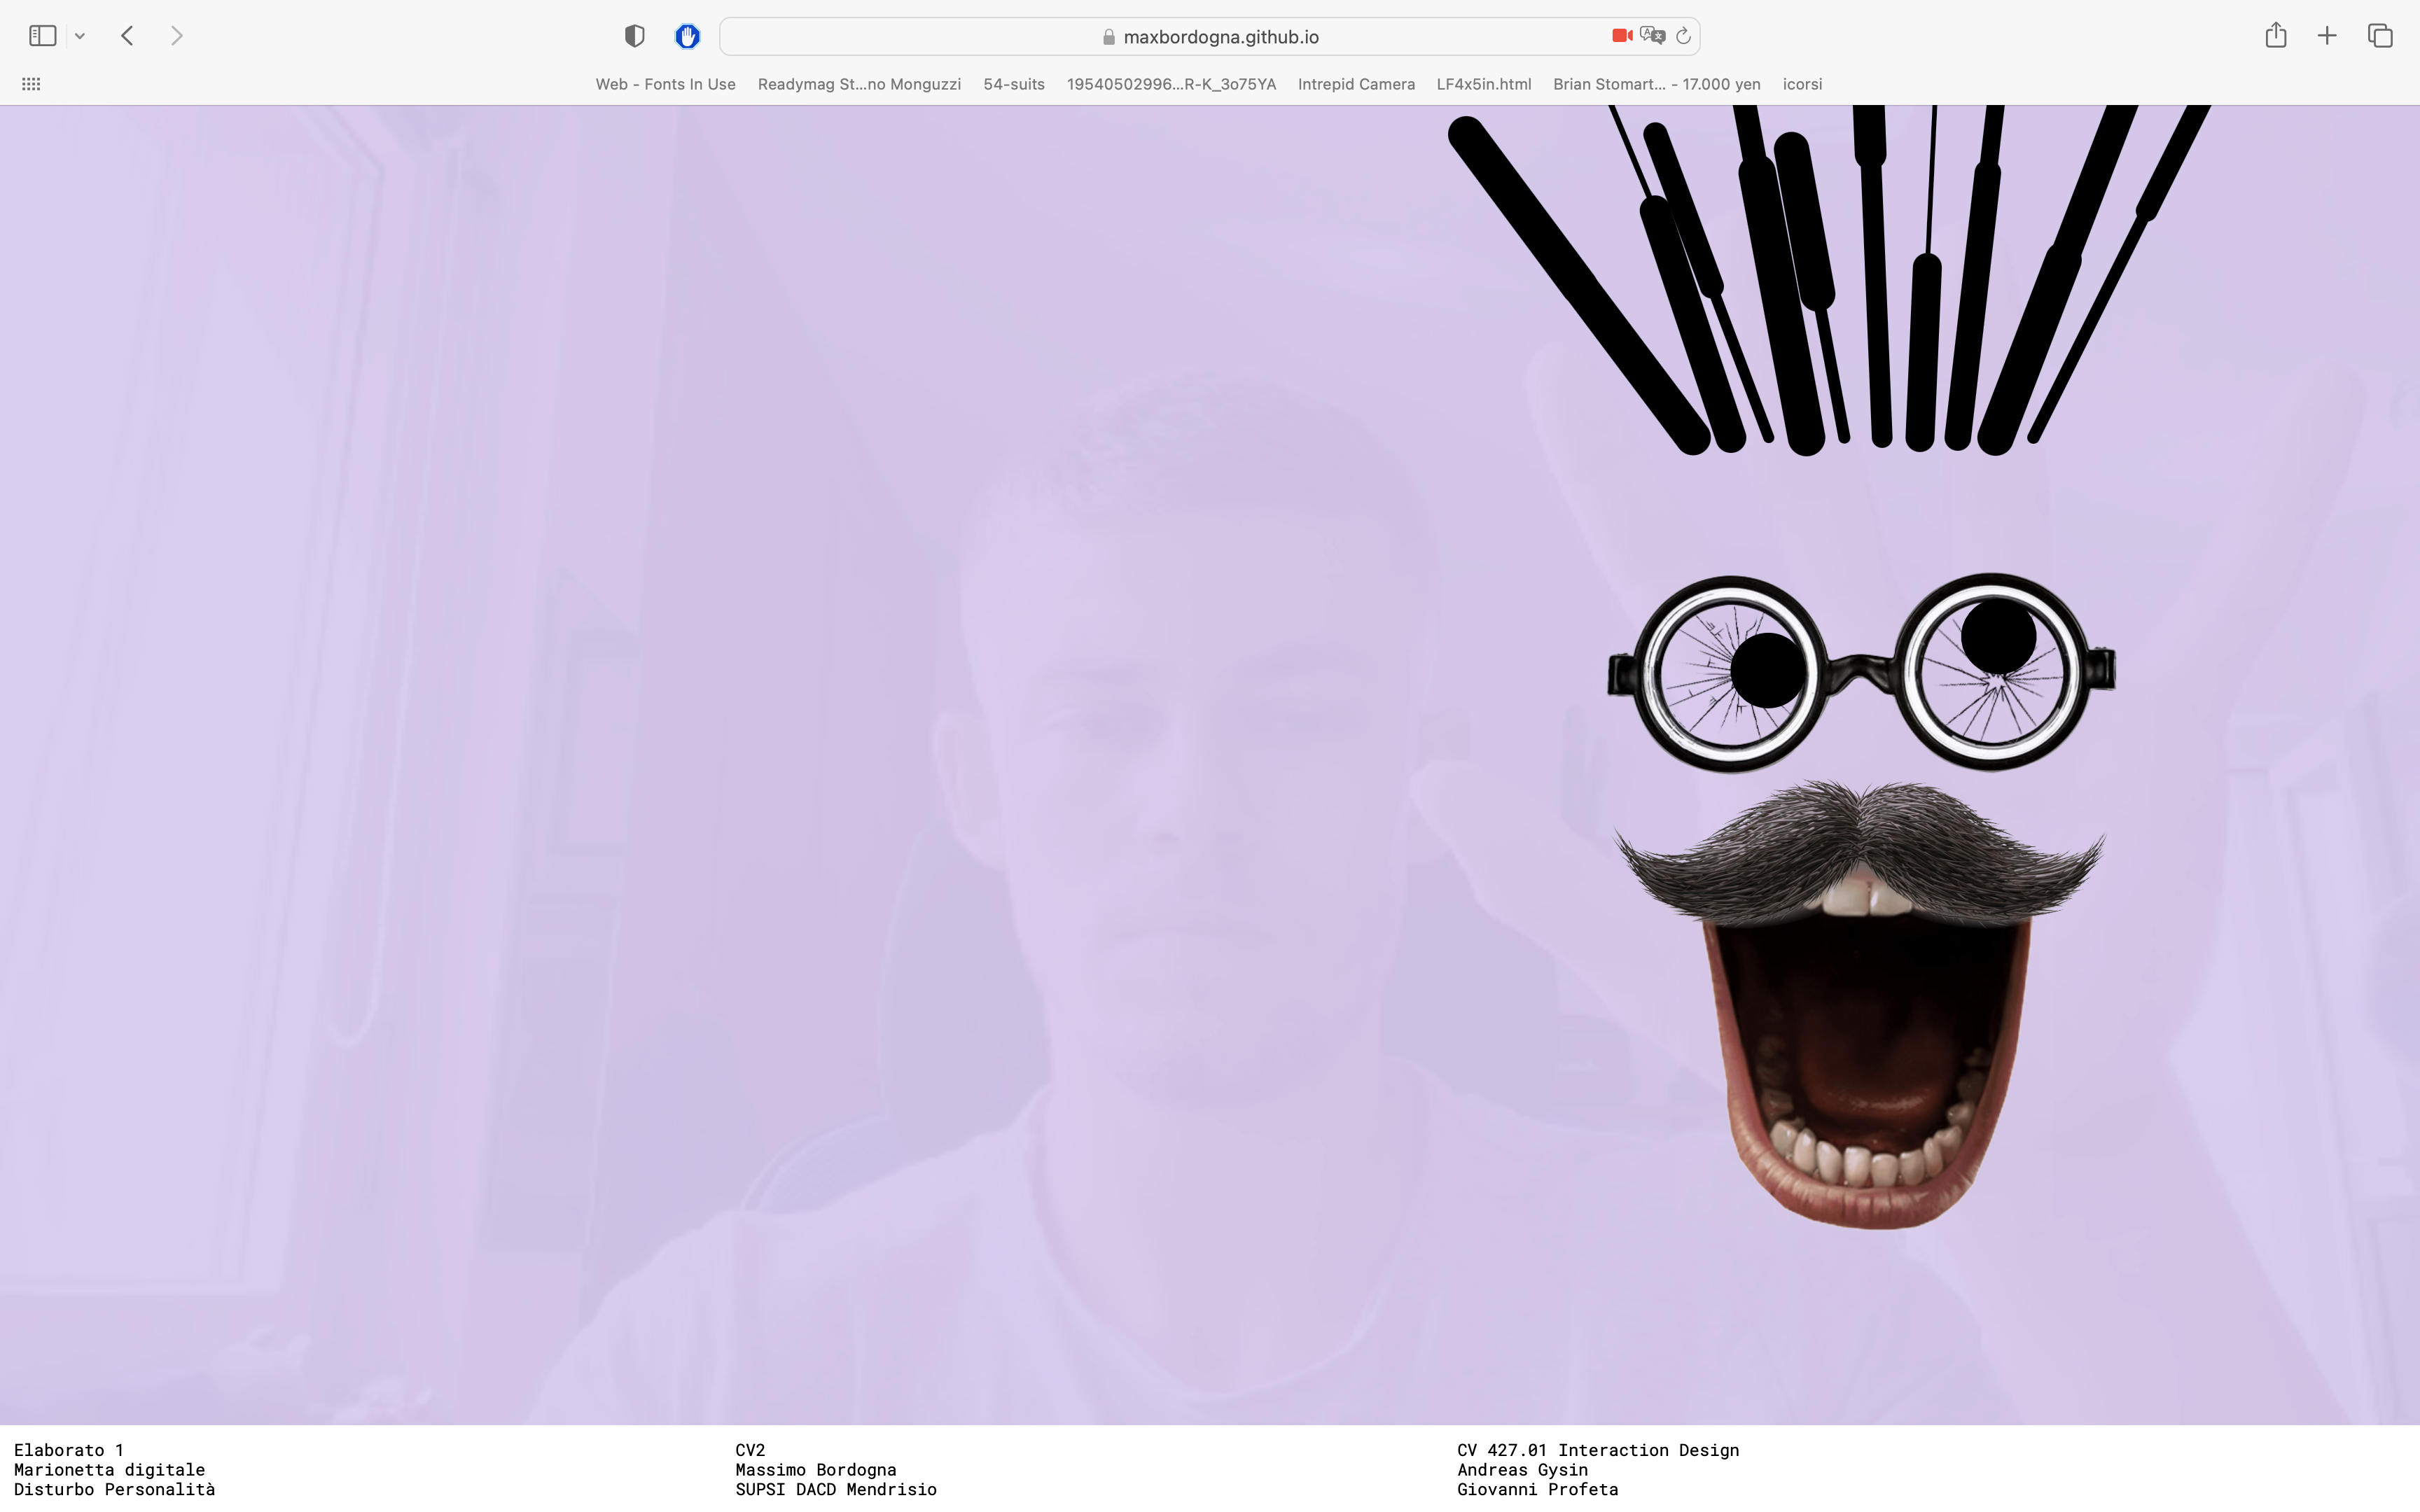 maxbordogna.github.io
Web - Fonts In Use
Readymag St...no Monguzzi
54-suits
19540502996...R-K_3o75YA
Intrepid Camera
LF4x5in.html
Brian Stomart... - 17.000 yen
icorsi
Elaborato 1
Marionetta digitale
Disturbo Personalità
CV2
Massimo Bordogna
SUPSI DACD Mendrisio
CV 427.01 Interaction Design
Andreas Gysin
Giovanni Profeta